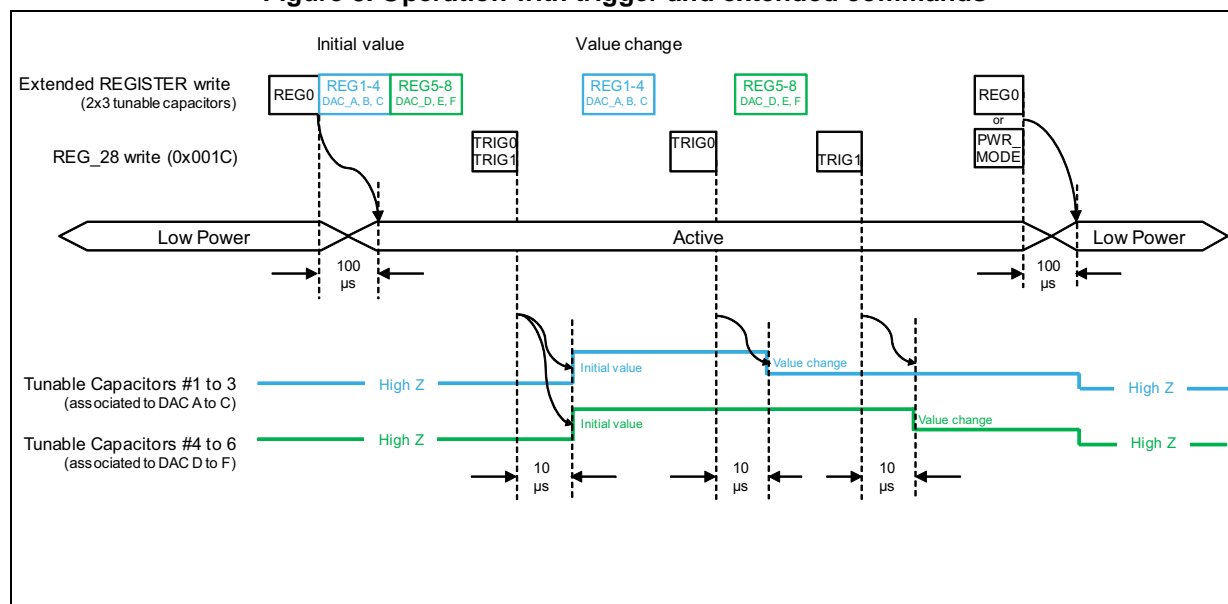 Figure 6. Operation with trigger and extended commands
Initial value
Value change
Extended REGISTER write
(2x3 tunable capacitors)
REG0
REG1-4
DAC_A, B, C
REG5-8
DAC_D, E, F
REG1-4
DAC_A, B, C
REG5-8
DAC_D, E, F
REG0
or
REG_28 write (0x001C)
TRIG0
TRIG1
TRIG0
TRIG1
PWR_
MODE
Low Power
Active
Low Power
100
µs
100
µs
Initial value
Value change
Tunable Capacitors #1 to 3
(associated to DAC A to C)
High Z
High Z
Initial value
Value change
Tunable Capacitors #4 to 6
(associated to DAC D to F)
High Z
High Z
10
µs
10
µs
10
µs